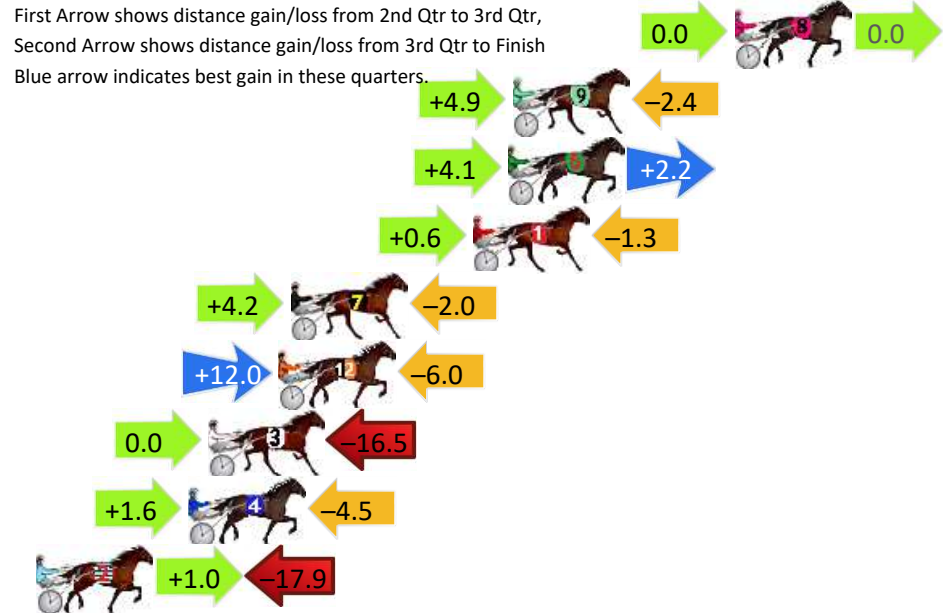 First Arrow shows distance gain/loss from 2nd Qtr to 3rd Qtr,
Second Arrow shows distance gain/loss from 3rd Qtr to Finish
Blue arrow indicates best gain in these quarters.
0.0 8 0.0
+4.9 9 –2.4
+4.1 +2.2
+0.6 1 –1.3
+4.2 7 –2.0
+12.0 12 –6.0
0.0 3 –16.5
+1.6 4 –4.5
+1.0 –17.9